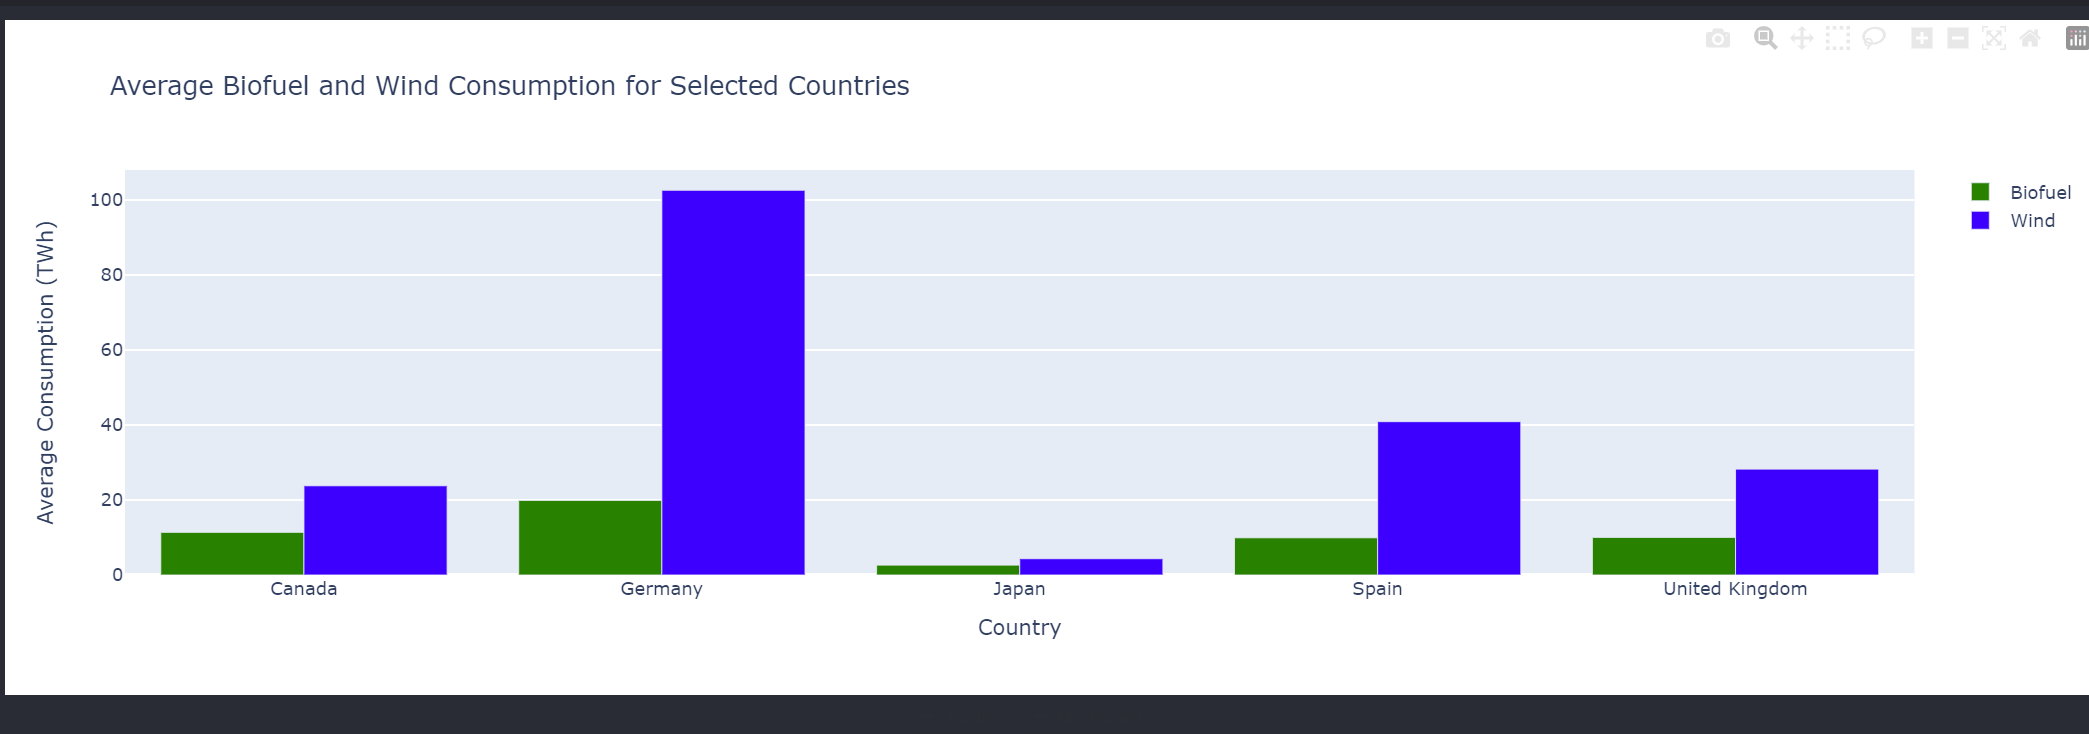 Average Biofuel and Wind Consumption for Selected Countries
Biofuel
Wind
Average Consumption (TWh)
100
80
60
40
20
0
Canada
Germany
Japan
Spain
United Kingdom
Country